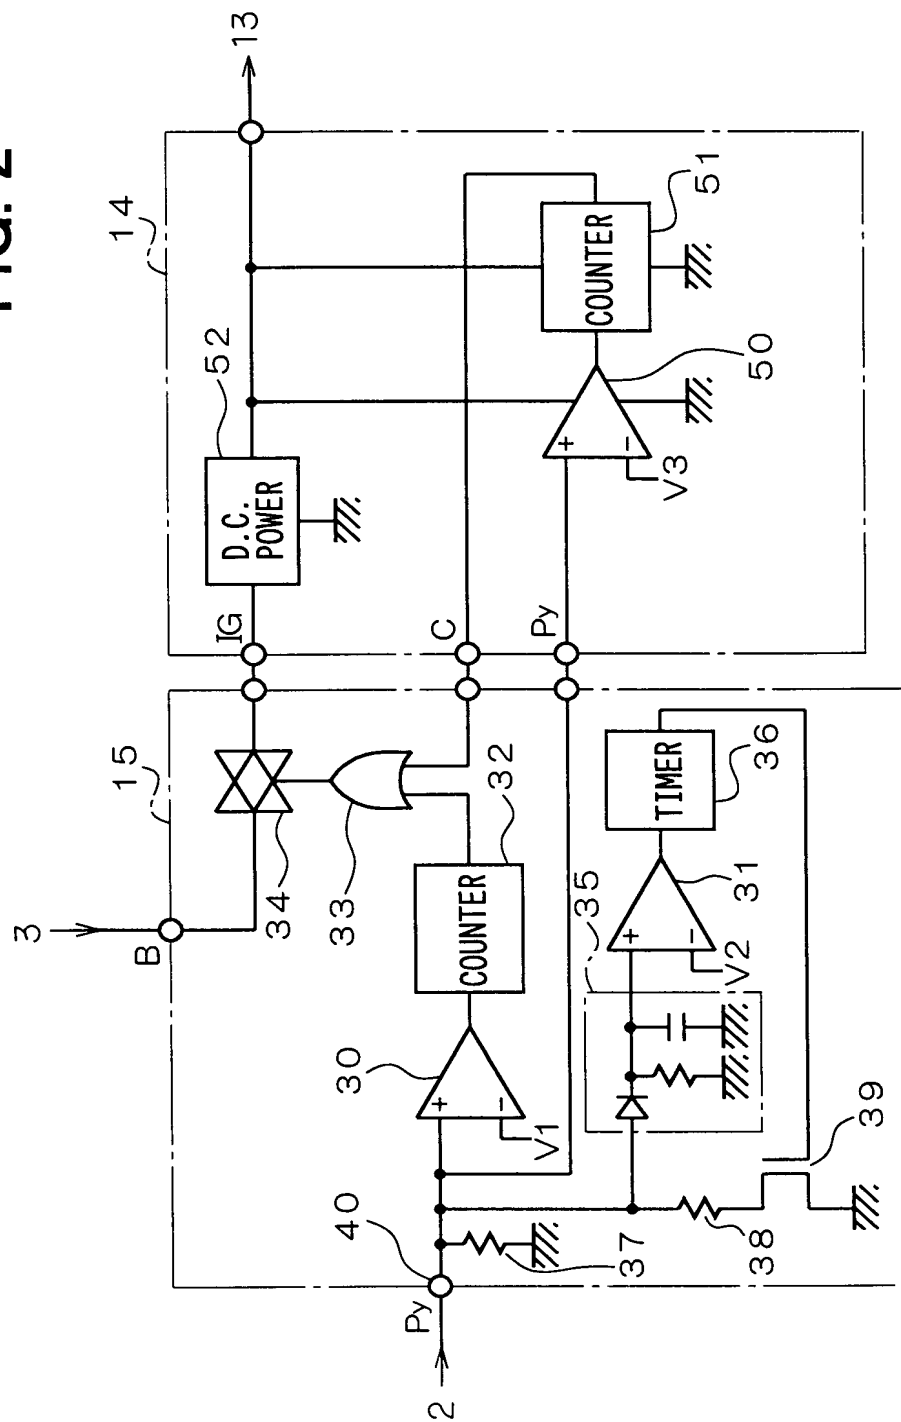 FIG. 2
13
14
52
D.C.
POWER
IG
C
Py
COUNTER
51
50
+
−
V3
15
3
B
34
33
32
COUNTER
30
+
−
V1
TIMER
36
31
35
+
−
V2
40
Py
2
37
38
39